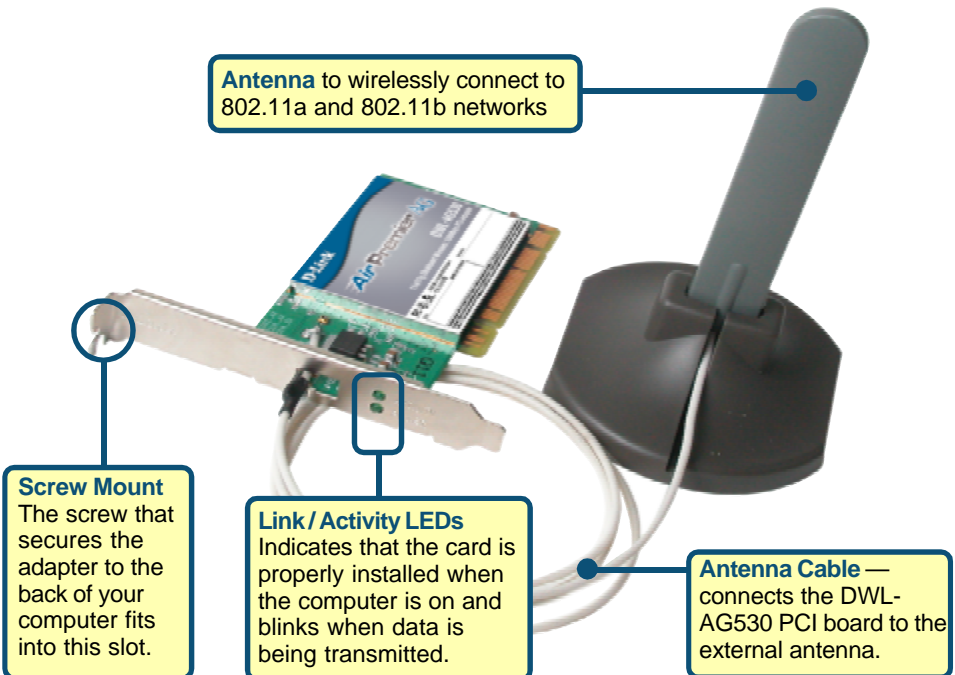 Antenna to wirelessly connect to
802.11a and 802.11b networks
D-Link
AirPremier AG
DWL-AG530
Screw Mount
The screw that
secures the
adapter to the
back of your
computer fits
into this slot.
Link / Activity LEDs
Indicates that the card is
properly installed when
the computer is on and
blinks when data is
being transmitted.
Antenna Cable —
connects the DWL-
AG530 PCI board to the
external antenna.